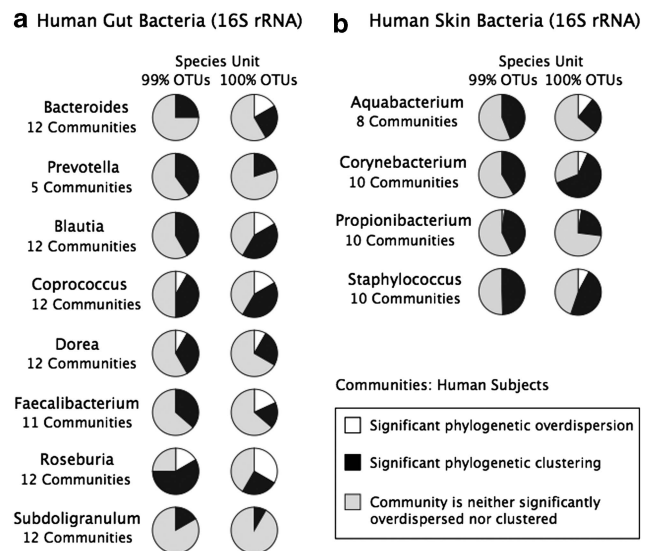 a Human Gut Bacteria (16S rRNA)
Species Unit
99% OTUs 100% OTUs
Bacteroides
12 Communities
Prevotella
5 Communities
Blautia
12 Communities
Coprococcus
12 Communities
Dorea
12 Communities
Faecalibacterium
11 Communities
Roseburia
12 Communities
Subdoligranulum
12 Communities
b Human Skin Bacteria (16S rRNA)
Species Unit
99% OTUs 100% OTUs
Aquabacterium
8 Communities
Corynebacterium
10 Communities
Propionibacterium
10 Communities
Staphylococcus
10 Communities
Communities: Human Subjects
Significant phylogenetic overdispersion
Significant phylogenetic clustering
Community is neither significantly
overdispersed nor clustered